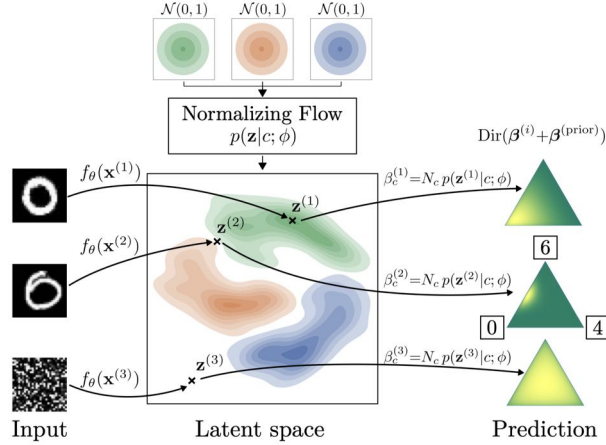 𝒩(0, 1) 𝒩(0, 1) 𝒩(0, 1)
Normalizing Flow
p(z|c; ϕ)
Dir(β⁽ⁱ⁾+β⁽ᵖʳⁱᵒʳ⁾)
f_θ(x⁽¹⁾)
z⁽¹⁾
β_c⁽¹⁾=N_c p(z⁽¹⁾|c; ϕ)
f_θ(x⁽²⁾)
z⁽²⁾
6
β_c⁽²⁾=N_c p(z⁽²⁾|c; ϕ)
0 4
f_θ(x⁽³⁾)
z⁽³⁾
β_c⁽³⁾=N_c p(z⁽³⁾|c; ϕ)
Input Latent space Prediction